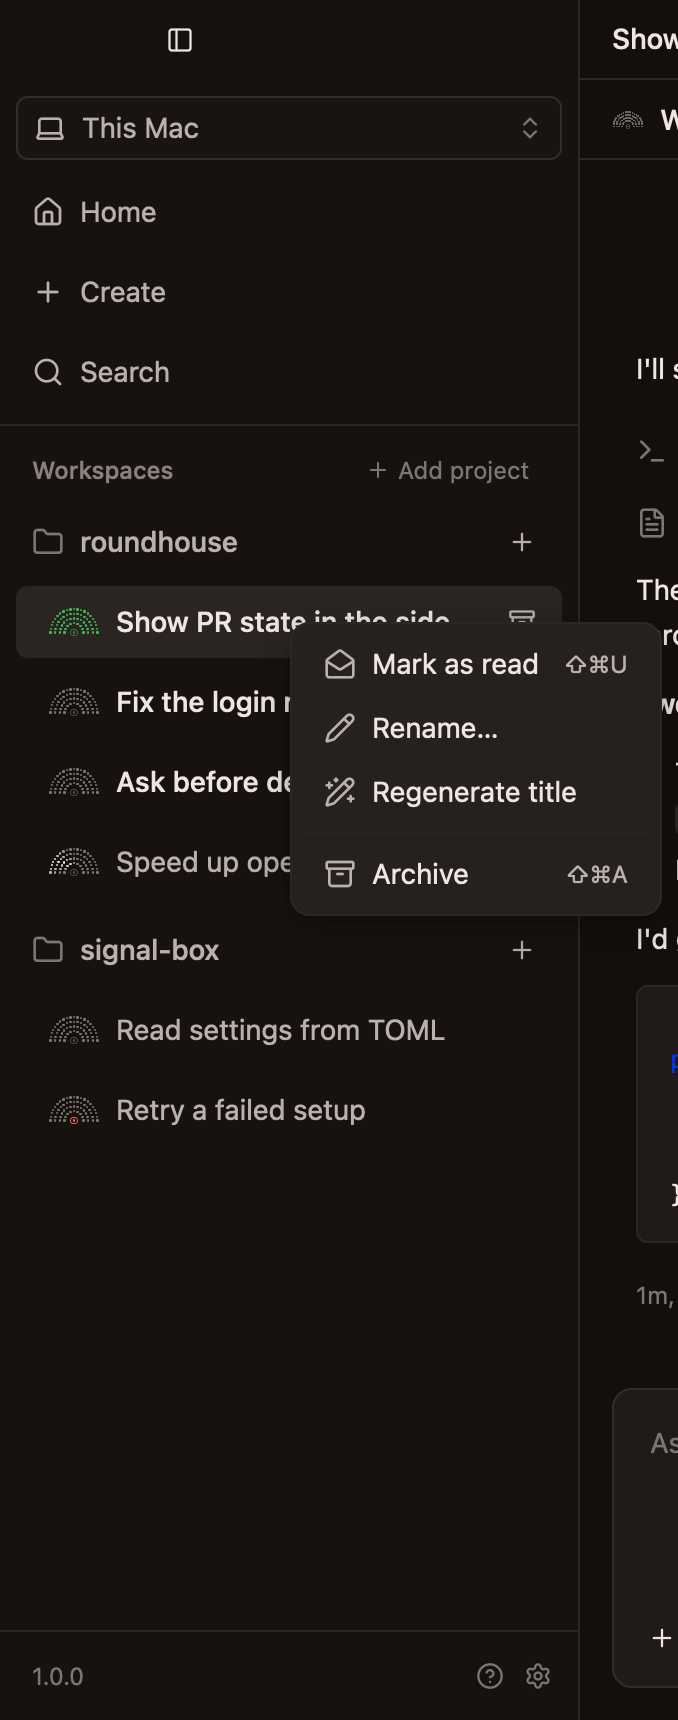 Show
This Mac
W
Home
Create
Search
I'll
Workspaces
+ Add project
roundhouse
Show PR state in the side
The
Mark as read ⇧⌘U
Fix the login
Rename...
Ask before de
Regenerate title
Speed up ope
Archive ⇧⌘A
I'd
signal-box
Read settings from TOML
p
Retry a failed setup
}
1m,
As
1.0.0